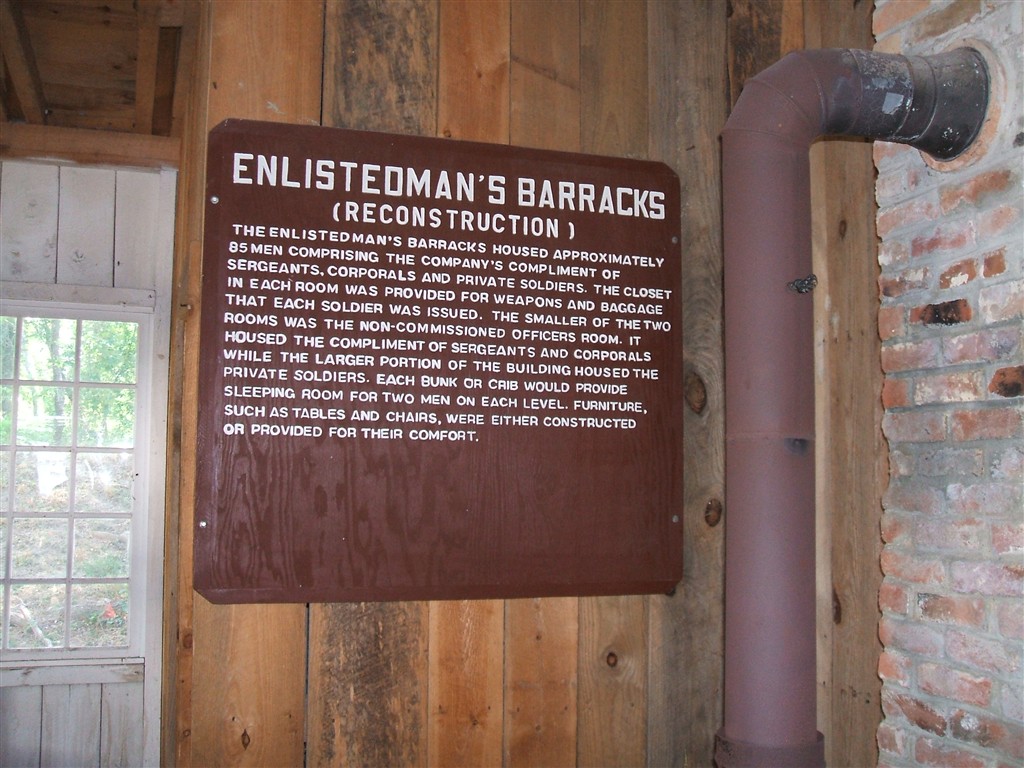 ENLISTEDMAN'S BARRACKS
(RECONSTRUCTION)
THE ENLISTEDMAN'S BARRACKS HOUSED APPROXIMATELY
85 MEN COMPRISING THE COMPANY'S COMPLIMENT OF
SERGEANTS, CORPORALS AND PRIVATE SOLDIERS. THE CLOSET
IN EACH ROOM WAS PROVIDED FOR WEAPONS AND BAGGAGE
THAT EACH SOLDIER WAS ISSUED. THE SMALLER OF THE TWO
ROOMS WAS THE NON-COMMISSIONED OFFICERS ROOM. IT
HOUSED THE COMPLIMENT OF SERGEANTS AND CORPORALS
WHILE THE LARGER PORTION OF THE BUILDING HOUSED THE
PRIVATE SOLDIERS. EACH BUNK OR CRIB WOULD PROVIDE
SLEEPING ROOM FOR TWO MEN ON EACH LEVEL. FURNITURE,
SUCH AS TABLES AND CHAIRS, WERE EITHER CONSTRUCTED
OR PROVIDED FOR THEIR COMFORT.